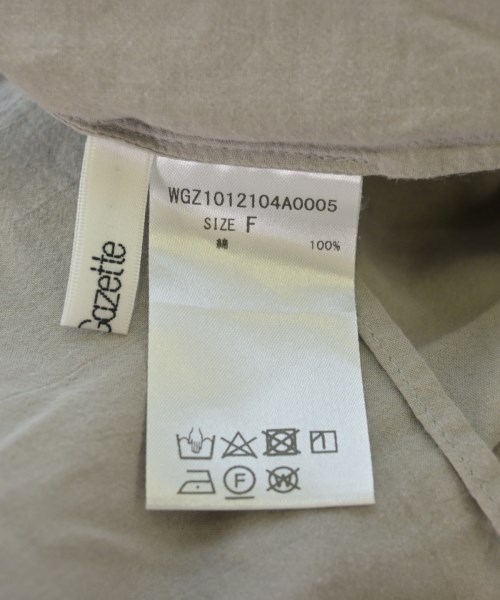 WGZ1012104A0005
SIZE F
綿 100%
Gazette
F
W